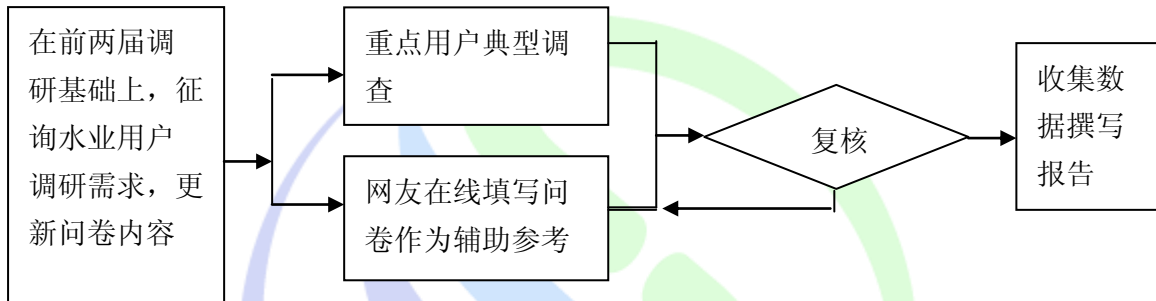 在前两届调
研基础上，征
询水业用户
调研需求，更
新问卷内容
重点用户典型调
查
网友在线填写问
卷作为辅助参考
复核
收集数
据撰写
报告